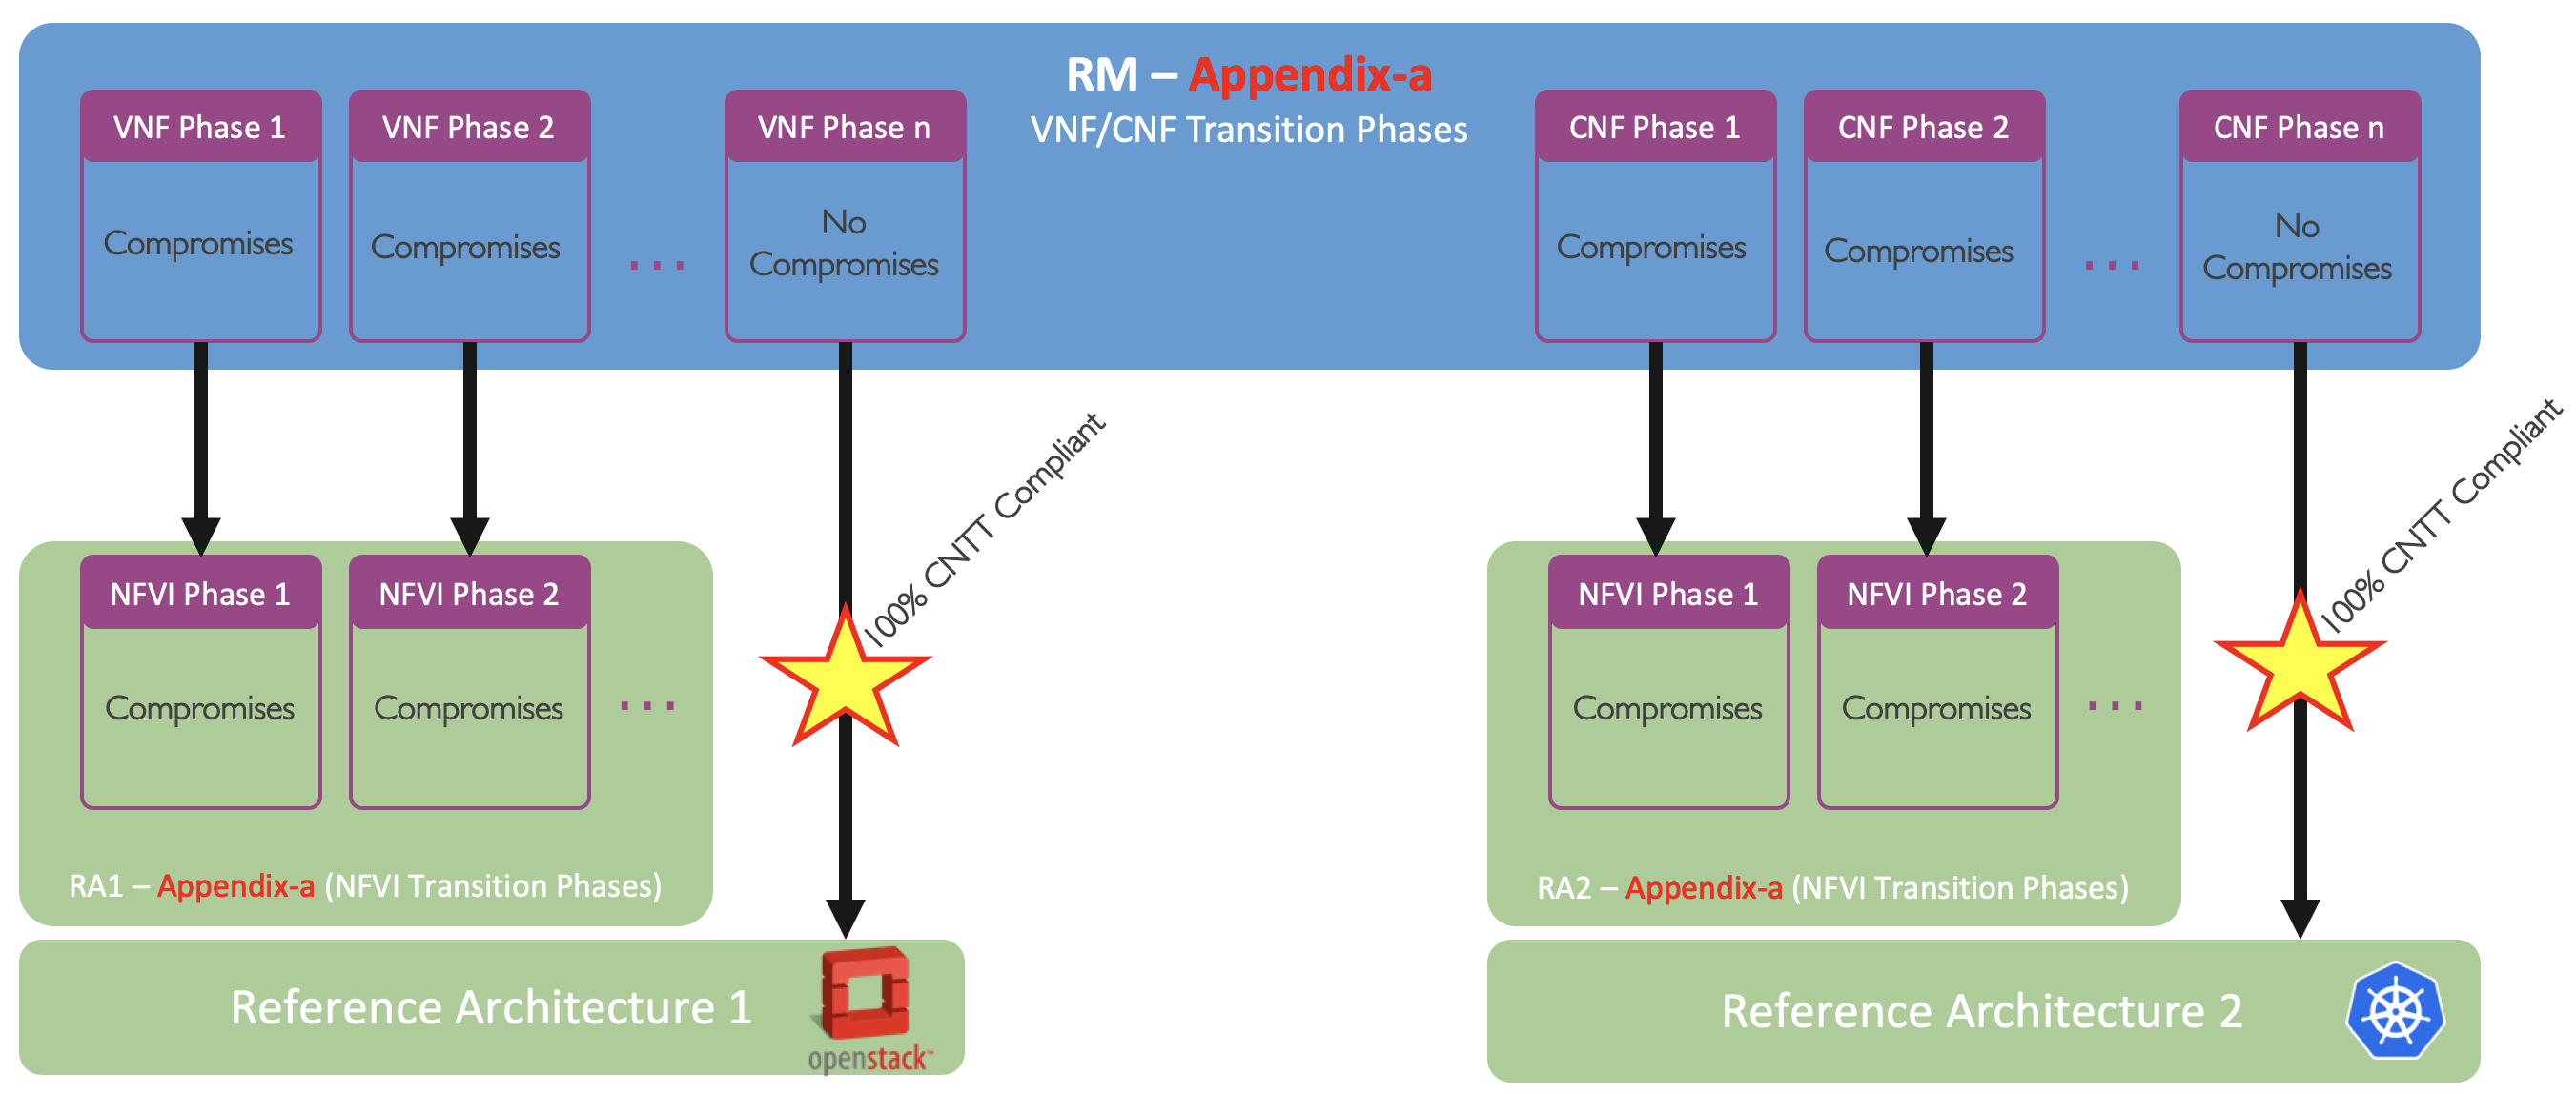 RM – Appendix-a
VNF/CNF Transition Phases
VNF Phase 1
Compromises
VNF Phase 2
Compromises
...
VNF Phase n
No
Compromises
CNF Phase 1
Compromises
CNF Phase 2
Compromises
...
CNF Phase n
No
Compromises
100% CNTT Compliant
100% CNTT Compliant
NFVI Phase 1
Compromises
NFVI Phase 2
Compromises
...
RA1 – Appendix-a (NFVI Transition Phases)
NFVI Phase 1
Compromises
NFVI Phase 2
Compromises
...
RA2 – Appendix-a (NFVI Transition Phases)
Reference Architecture 1
openstack™
Reference Architecture 2